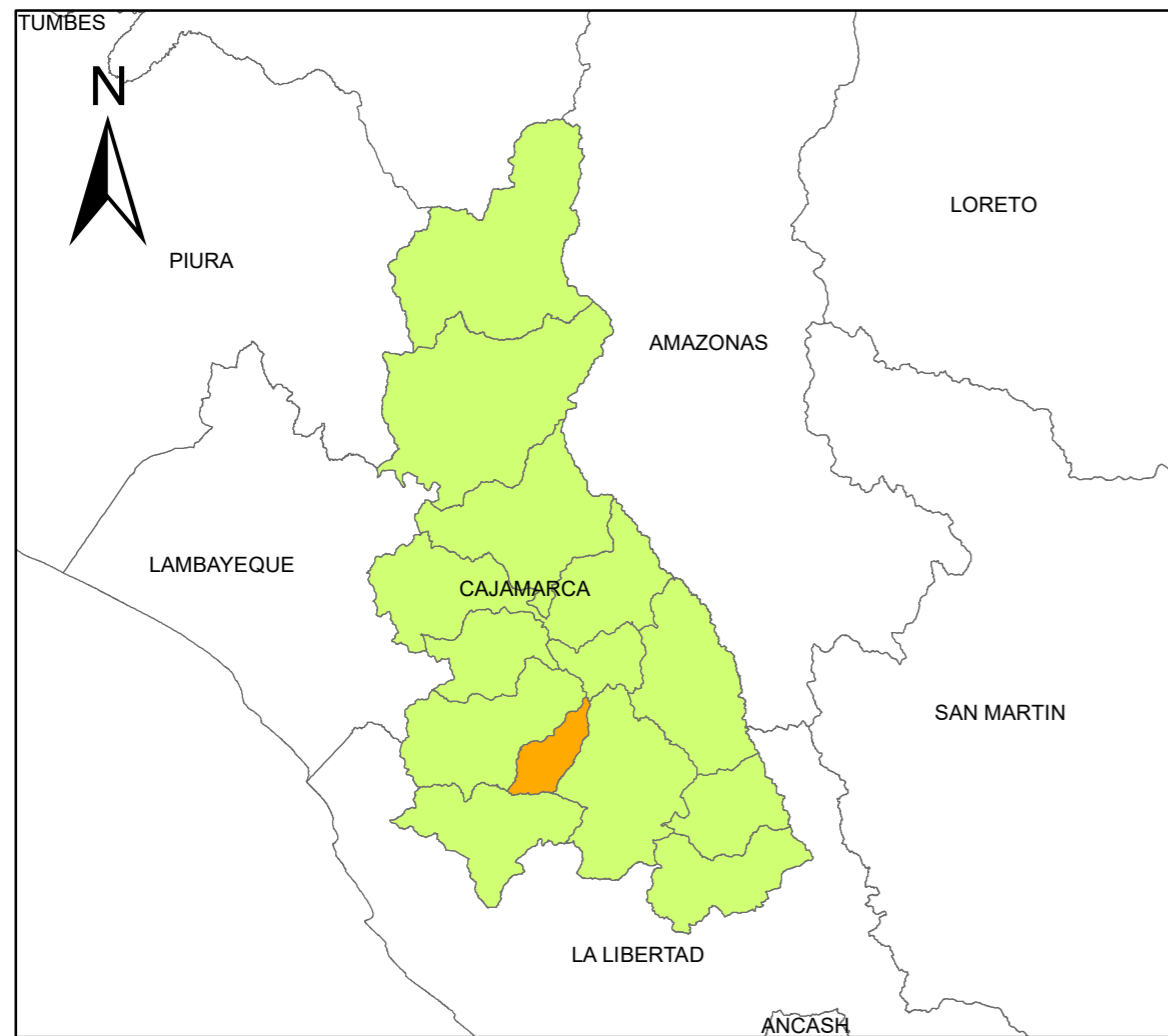 TUMBES
N
LORETO
PIURA
AMAZONAS
LAMBAYEQUE
CAJAMARCA
SAN MARTIN
LA LIBERTAD
ANCASH